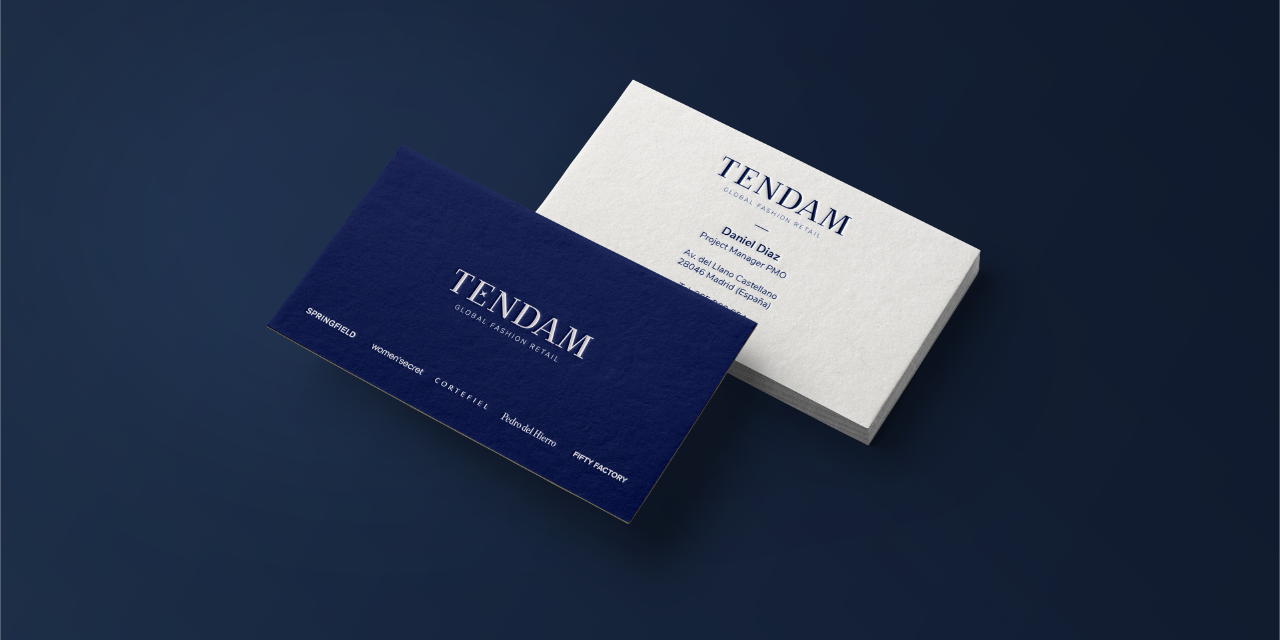 TENDAM
GLOBAL FASHION RETAIL
Daniel Diaz
Project Manager PMO
Av. del Llano Castellano
28046 Madrid (España)
TENDAM
GLOBAL FASHION RETAIL
SPRINGFIELD
women'secret
CORTEFIEL
Pedro del Hierro
FIFTY FACTORY